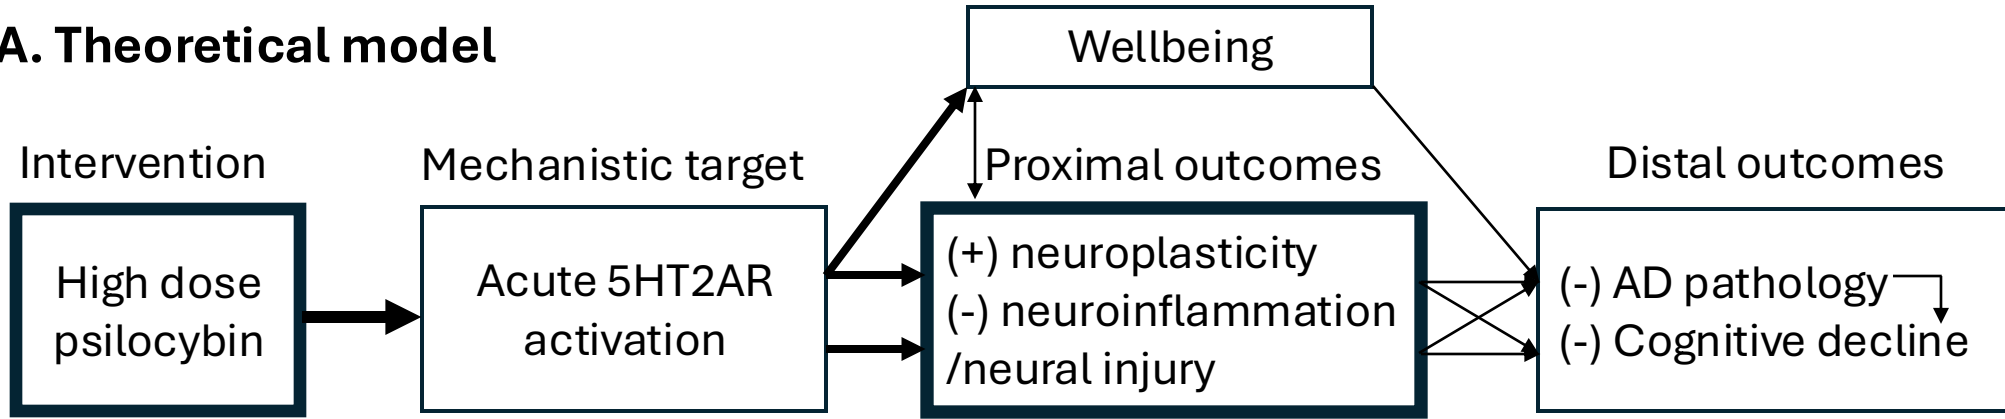 A. Theoretical model
Wellbeing
Intervention
Mechanistic target
Proximal outcomes
Distal outcomes
High dose
psilocybin
Acute 5HT2AR
activation
(+) neuroplasticity
(-) neuroinflammation
/neural injury
(-) AD pathology
(-) Cognitive decline